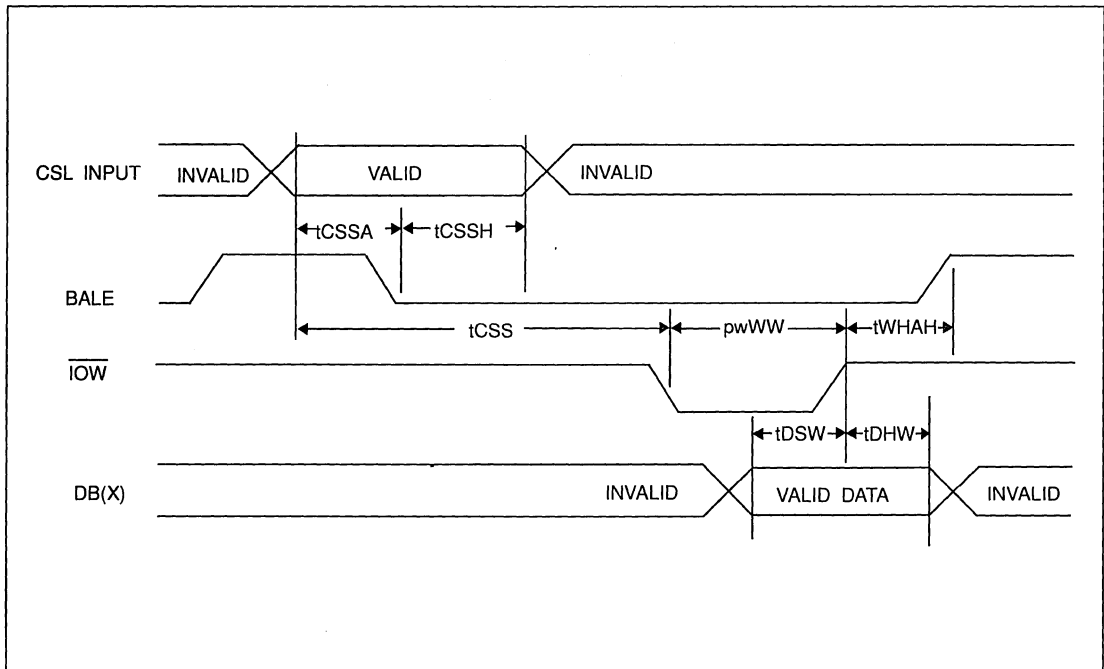 CSL INPUT INVALID VALID INVALID
tCSSA tCSSH
BALE
tCSS pwWW tWHAH
IOW
tDSW tDHW
DB(X) INVALID VALID DATA INVALID